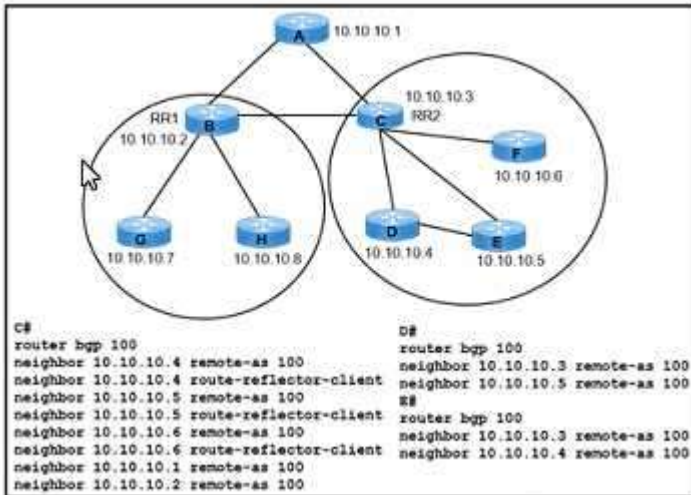 A
10.10.10.1
RR1
10.10.10.2
B
10.10.10.3
RR2
C
F
10.10.10.6
G
10.10.10.7
H
10.10.10.8
D
10.10.10.4
E
10.10.10.5
C#
router bgp 100
neighbor 10.10.10.4 remote-as 100
neighbor 10.10.10.4 route-reflector-client
neighbor 10.10.10.5 remote-as 100
neighbor 10.10.10.5 route-reflector-client
neighbor 10.10.10.6 remote-as 100
neighbor 10.10.10.6 route-reflector-client
neighbor 10.10.10.1 remote-as 100
neighbor 10.10.10.2 remote-as 100
D#
router bgp 100
neighbor 10.10.10.3 remote-as 100
neighbor 10.10.10.5 remote-as 100
E#
router bgp 100
neighbor 10.10.10.3 remote-as 100
neighbor 10.10.10.4 remote-as 100